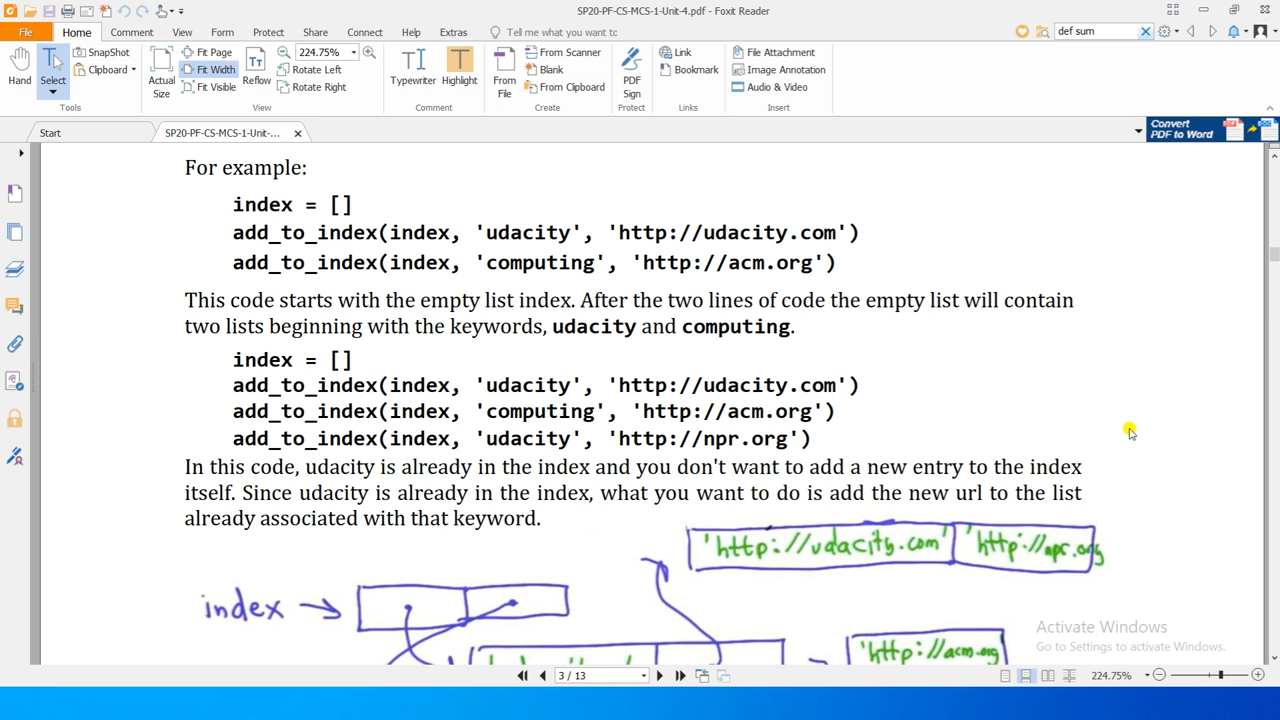 SP20-PF-CS-MCS-1-Unit-4.pdf - Foxit Reader
File Home Comment View Form Protect Share Connect Help Extras Tell me what you want tc def sum
SnapShot Fit Page 224.75% From Scanner Link File Attachment
Clipboard Fit Width Rotate Left Blank Bookmark Image Annotation
Hand Select Actual Size Fit Visible Reflow Rotate Right Typewriter Highlight From File From Clipboard PDF Sign Audio & Video
Tools View Comment Create Protect Links Insert
Start SP20-PF-CS-MCS-1-Unit-... Convert PDF to Word
For example:
index = []
add_to_index(index, 'udacity', 'http://udacity.com')
add_to_index(index, 'computing', 'http://acm.org')
This code starts with the empty list index. After the two lines of code the empty list will contain
two lists beginning with the keywords, udacity and computing.
index = []
add_to_index(index, 'udacity', 'http://udacity.com')
add_to_index(index, 'computing', 'http://acm.org')
add_to_index(index, 'udacity', 'http://npr.org')
In this code, udacity is already in the index and you don't want to add a new entry to the index
itself. Since udacity is already in the index, what you want to do is add the new url to the list
already associated with that keyword.
'http://udacity.com' 'http://npr.org
index
'http://acm.org'
Activate Windows
Go to Settings to activate Windows.
3 / 13 224.75%